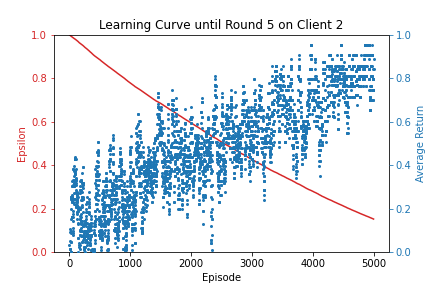 Learning Curve until Round 5 on Client 2
1.0 1.0
0.8 0.8
0.6 0.6
Epsilon Average Return
0.4 0.4
0.2 0.2
0.0 0.0
0 1000 2000 3000 4000 5000
Episode